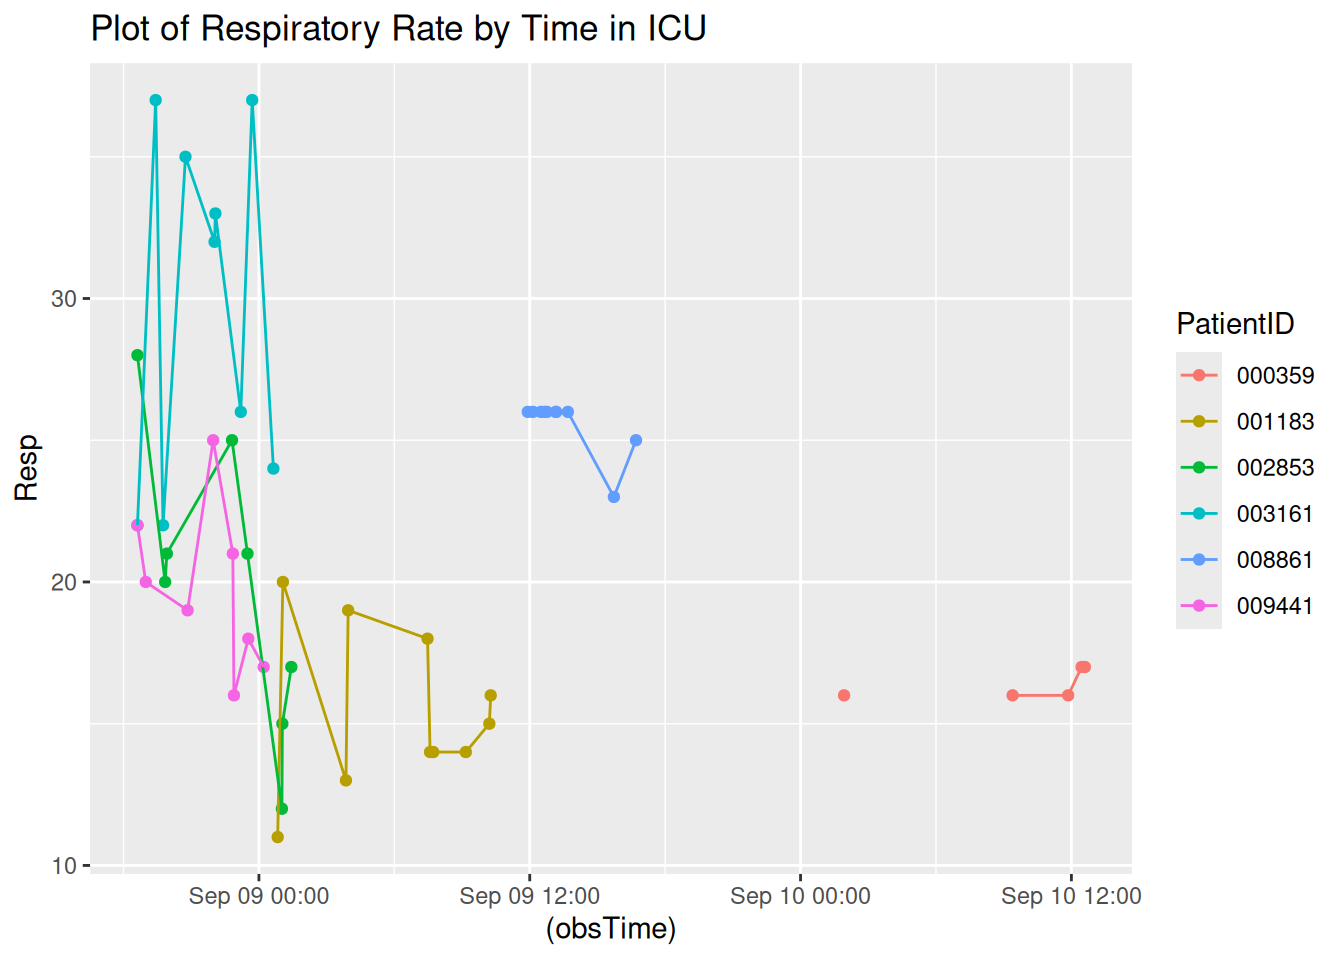 Plot of Respiratory Rate by Time in ICU
Resp
30
20
10
Sep 09 00:00
Sep 09 12:00
Sep 10 00:00
Sep 10 12:00
(obsTime)
PatientID
000359
001183
002853
003161
008861
009441